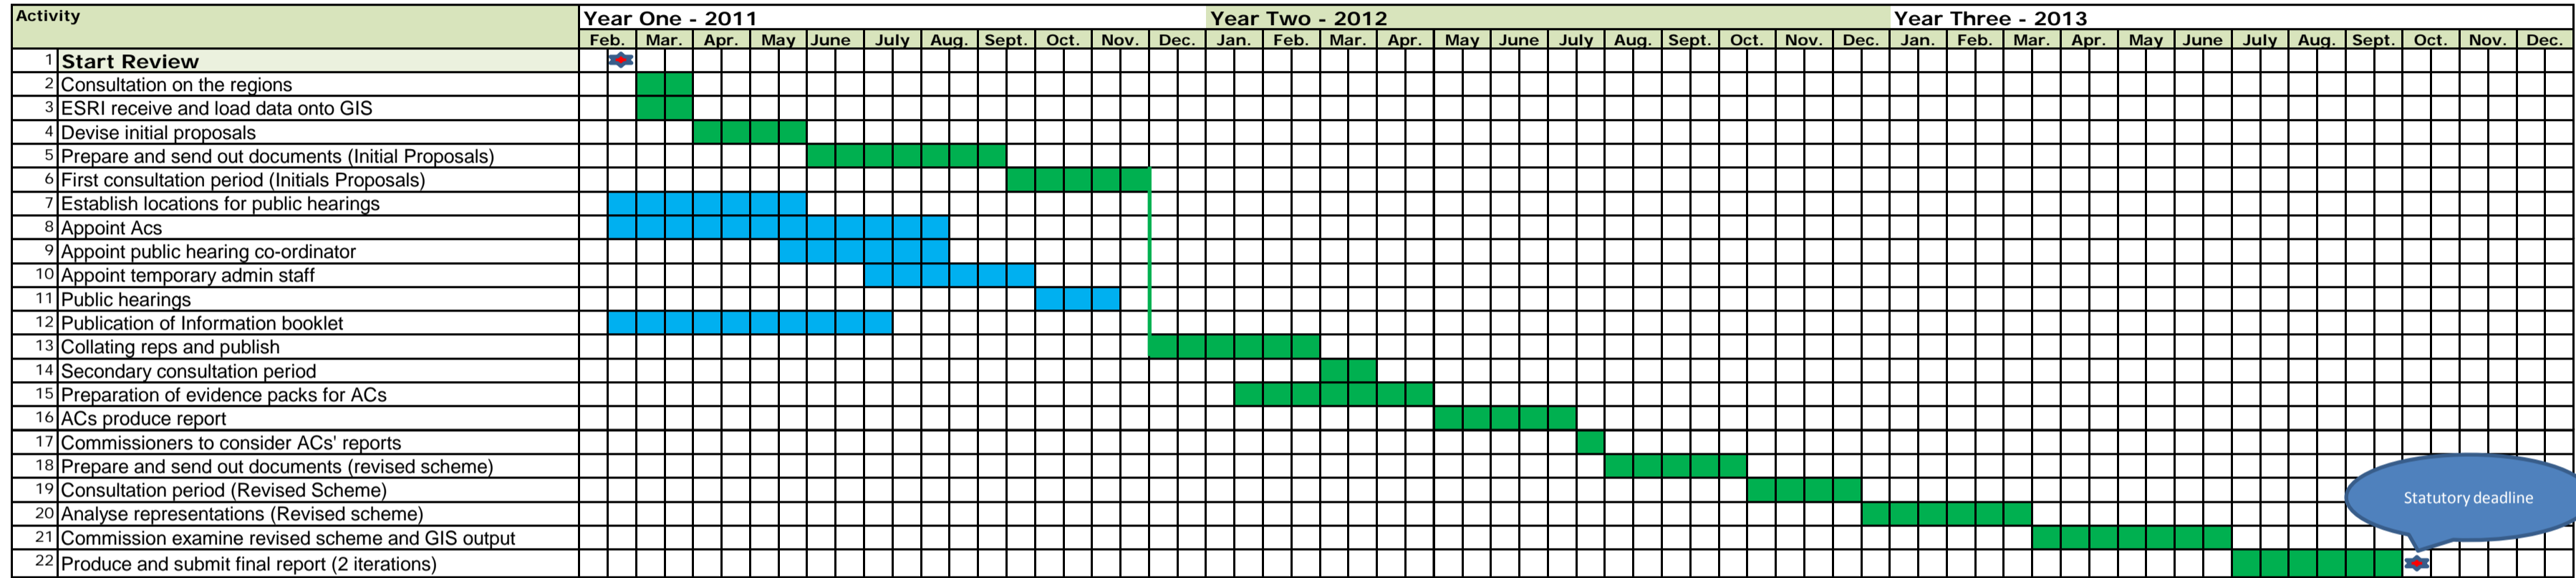 Activity Year One - 2011 Year Two - 2012 Year Three - 2013
Feb. Mar. Apr. May June July Aug. Sept. Oct. Nov. Dec. Jan. Feb. Mar. Apr. May June July Aug. Sept. Oct. Nov. Dec. Jan. Feb. Mar. Apr. May June July Aug. Sept. Oct. Nov. Dec.
1 Start Review
2 Consultation on the regions
3 ESRI receive and load data onto GIS
4 Devise initial proposals
5 Prepare and send out documents (Initial Proposals)
6 First consultation period (Initials Proposals)
7 Establish locations for public hearings
8 Appoint Acs
9 Appoint public hearing co-ordinator
10 Appoint temporary admin staff
11 Public hearings
12 Publication of Information booklet
13 Collating reps and publish
14 Secondary consultation period
15 Preparation of evidence packs for ACs
16 ACs produce report
17 Commissioners to consider ACs' reports
18 Prepare and send out documents (revised scheme)
19 Consultation period (Revised Scheme)
Statutory deadline
20 Analyse representations (Revised scheme)
21 Commission examine revised scheme and GIS output
22 Produce and submit final report (2 iterations)